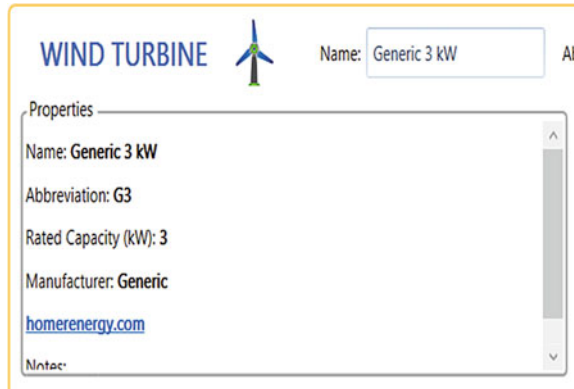 WIND TURBINE Name: Generic 3 kW
Properties
Name: Generic 3 kW
Abbreviation: G3
Rated Capacity (kW): 3
Manufacturer: Generic
homerenergy.com
Notes: